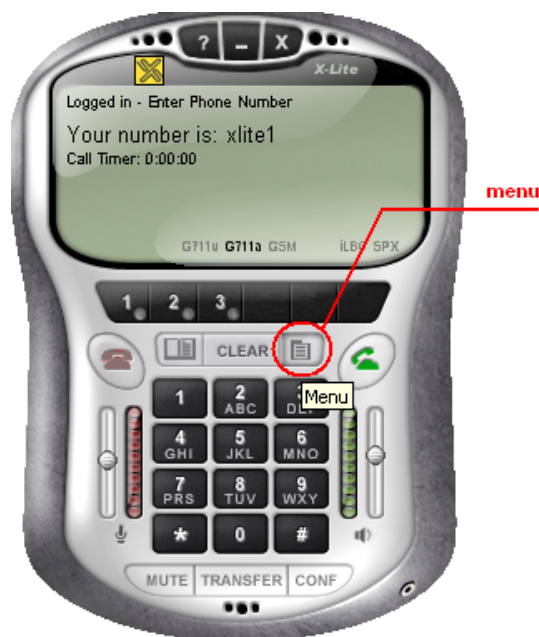 ? – X
X-Lite
Logged in - Enter Phone Number
Your number is: xlite1
Call Timer: 0:00:00
menu
G711u G711a GSM iLBC SPX
1 2 3
CLEAR
Menu
1 2 3
ABC
4 5 6
GHI JKL MNO
7 8 9
PRS TUV WXY
* 0 #
MUTE TRANSFER CONF